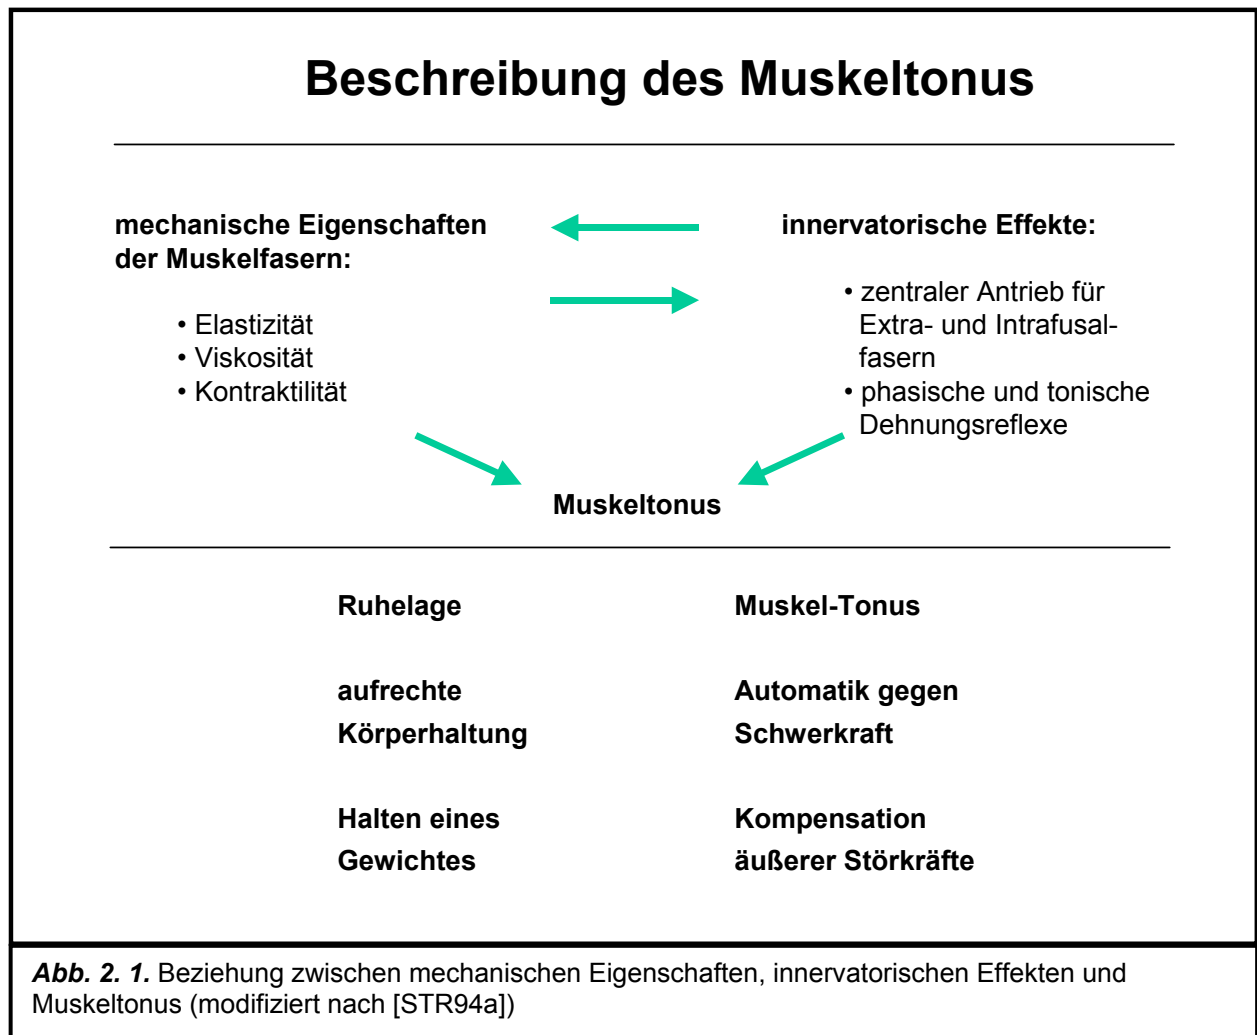 Beschreibung des Muskeltonus
mechanische Eigenschaften
der Muskelfasern:
• Elastizität
• Viskosität
• Kontraktilität
innervatorische Effekte:
• zentraler Antrieb für
Extra- und Intrafusal-
fasern
• phasische und tonische
Dehnungsreflexe
Muskeltonus
Ruhelage
Muskel-Tonus
aufrechte
Körperhaltung
Automatik gegen
Schwerkraft
Halten eines
Gewichtes
Kompensation
äußerer Störkräfte
Abb. 2. 1. Beziehung zwischen mechanischen Eigenschaften, innervatorischen Effekten und
Muskeltonus (modifiziert nach [STR94a])